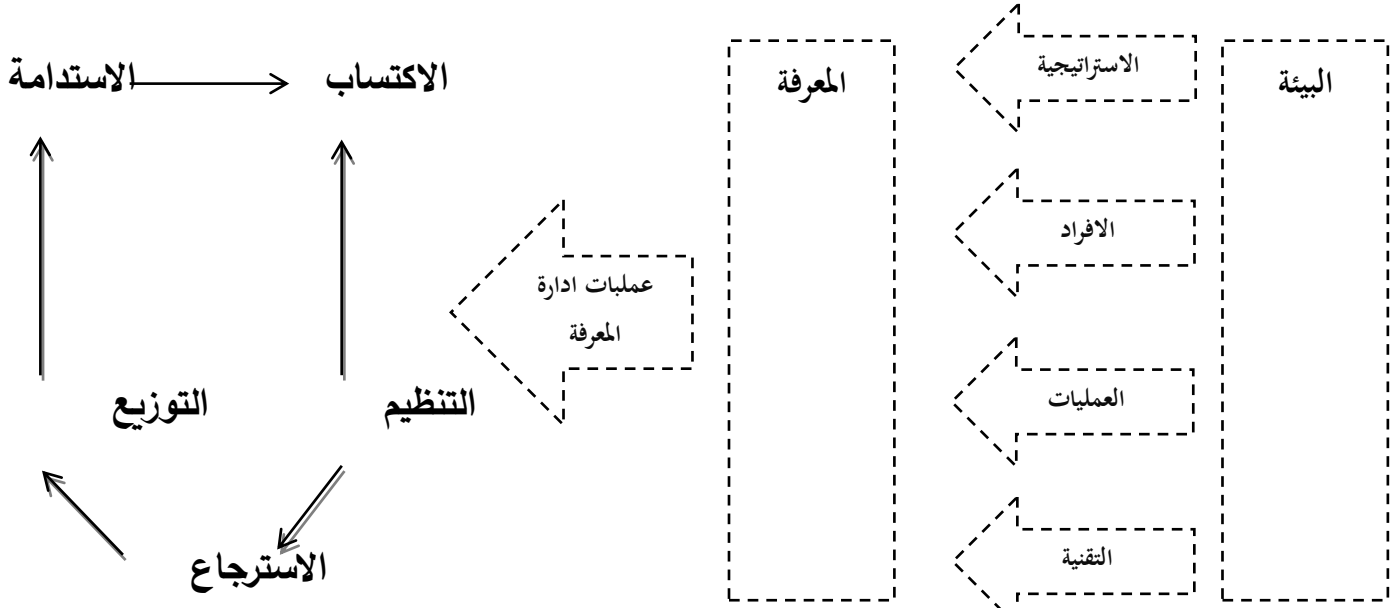 البيئة
الاستراتيجية
الافراد
العمليات
التقنية
المعرفة
عملبات ادارة
المعرفة
الاكتساب
الاستدامة
التنظيم
التوزيع
الاسترجاع